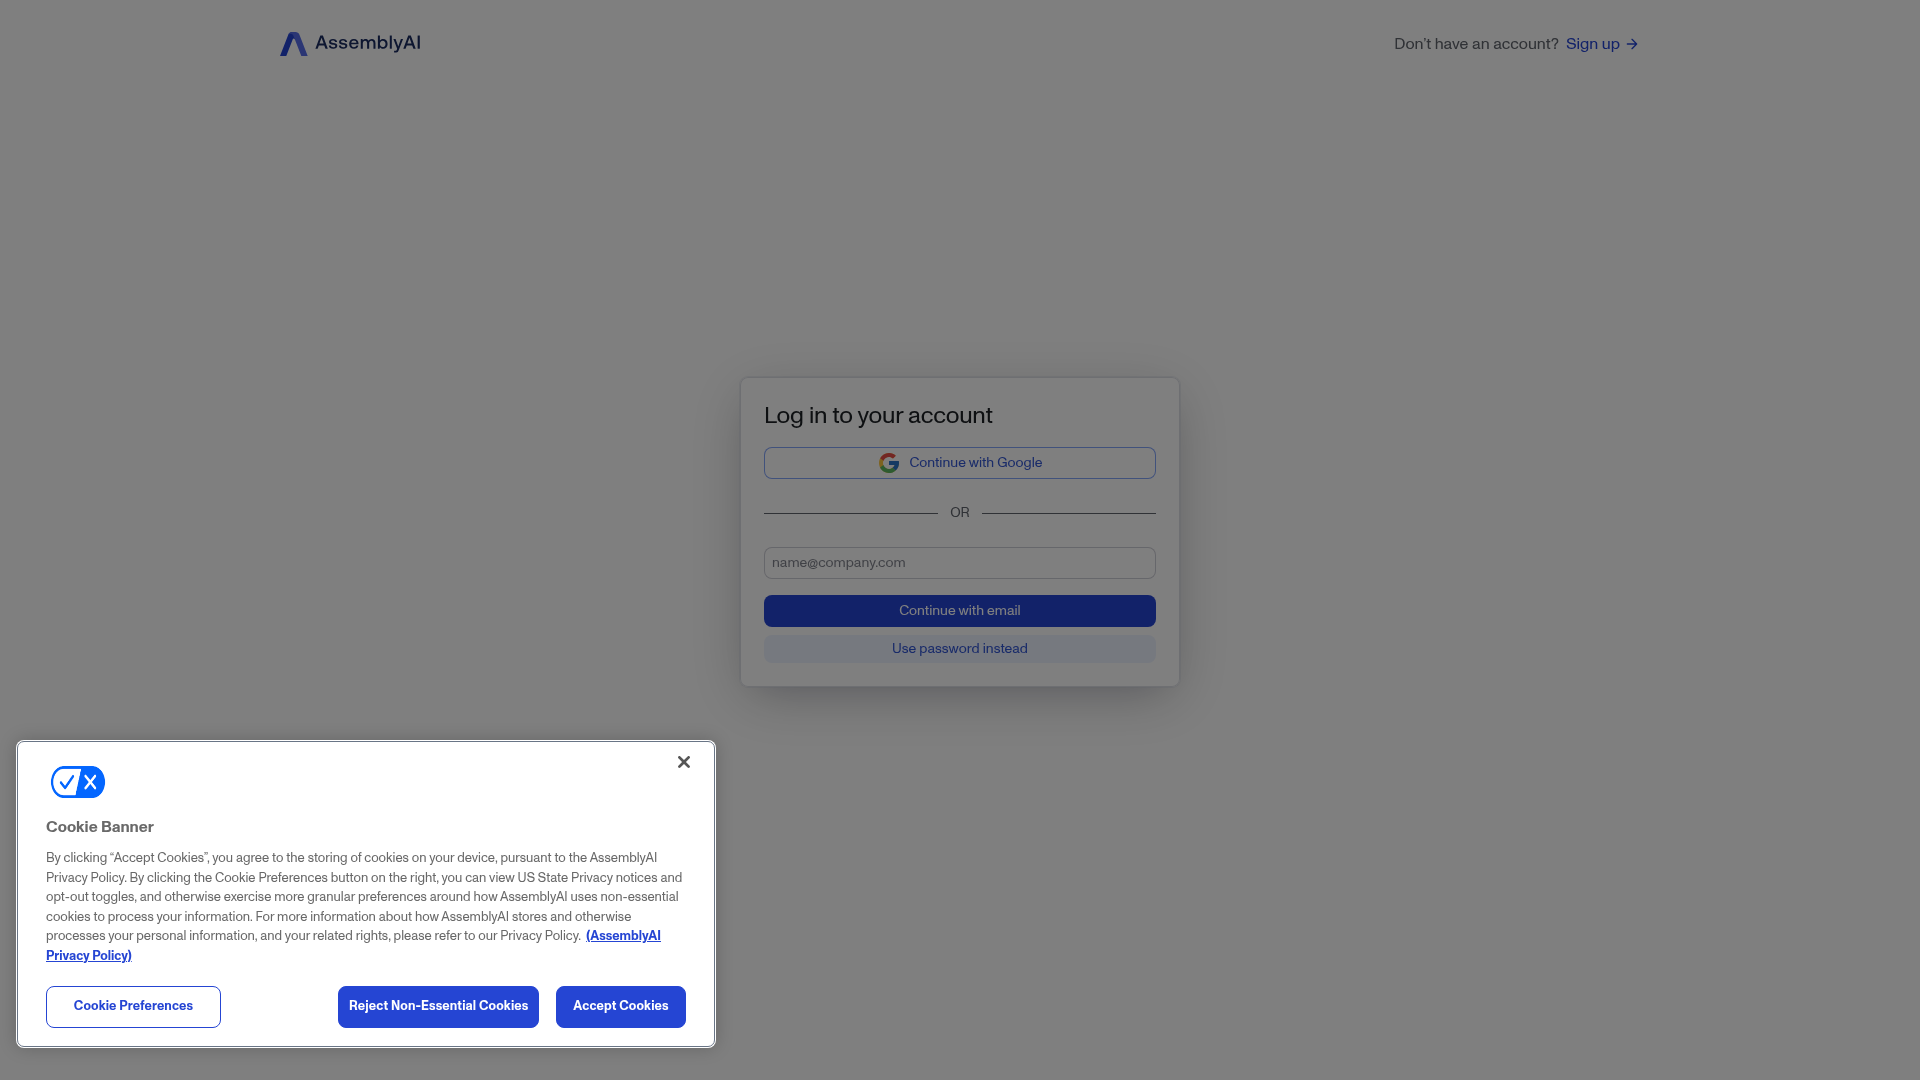 AssemblyAI
Don't have an account? Sign up →
Log in to your account
Continue with Google
OR
name@company.com
Continue with email
Use password instead
Cookie Banner
By clicking “Accept Cookies”, you agree to the storing of cookies on your device, pursuant to the AssemblyAI
Privacy Policy. By clicking the Cookie Preferences button on the right, you can view US State Privacy notices and
opt-out toggles, and otherwise exercise more granular preferences around how AssemblyAI uses non-essential
cookies to process your information. For more information about how AssemblyAI stores and otherwise
processes your personal information, and your related rights, please refer to our Privacy Policy. (AssemblyAI
Privacy Policy)
Cookie Preferences
Reject Non-Essential Cookies
Accept Cookies